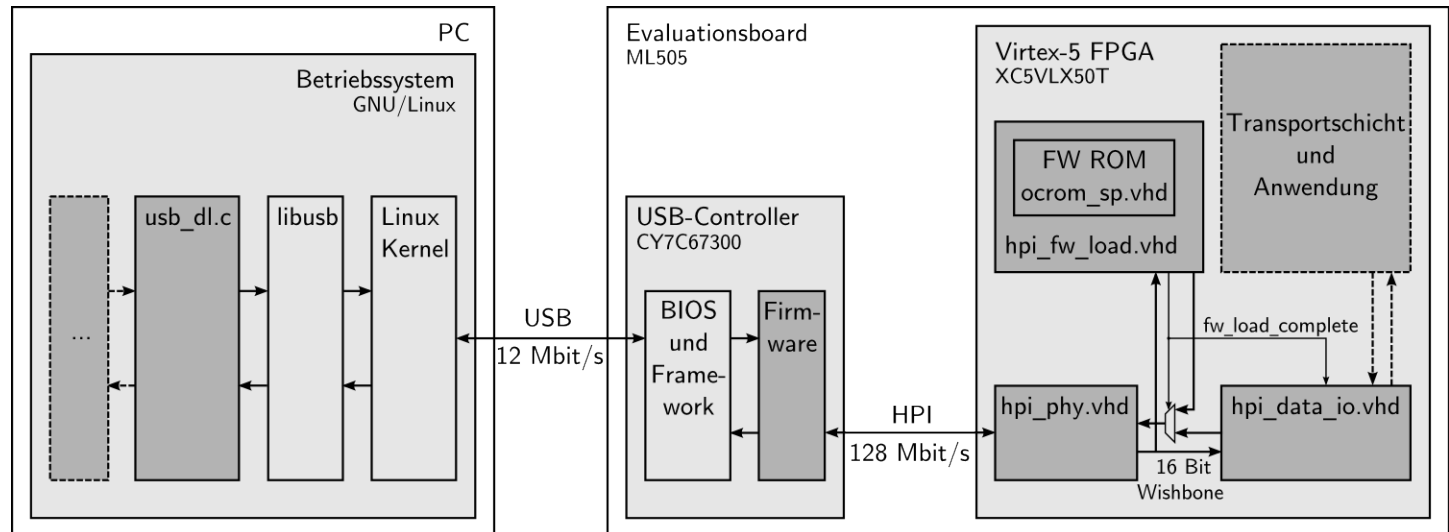 PC
Betriebssystem
GNU/Linux
...
usb_dl.c
libusb
Linux
Kernel
USB
12 Mbit/s
Evaluationsboard
ML505
USB-Controller
CY7C67300
BIOS
und
Frame-
work
Firm-
ware
HPI
128 Mbit/s
Virtex-5 FPGA
XC5VLX50T
FW ROM
ocrom_sp.vhd
hpi_fw_load.vhd
Transportschicht
und
Anwendung
fw_load_complete
hpi_phy.vhd
hpi_data_io.vhd
16 Bit
Wishbone